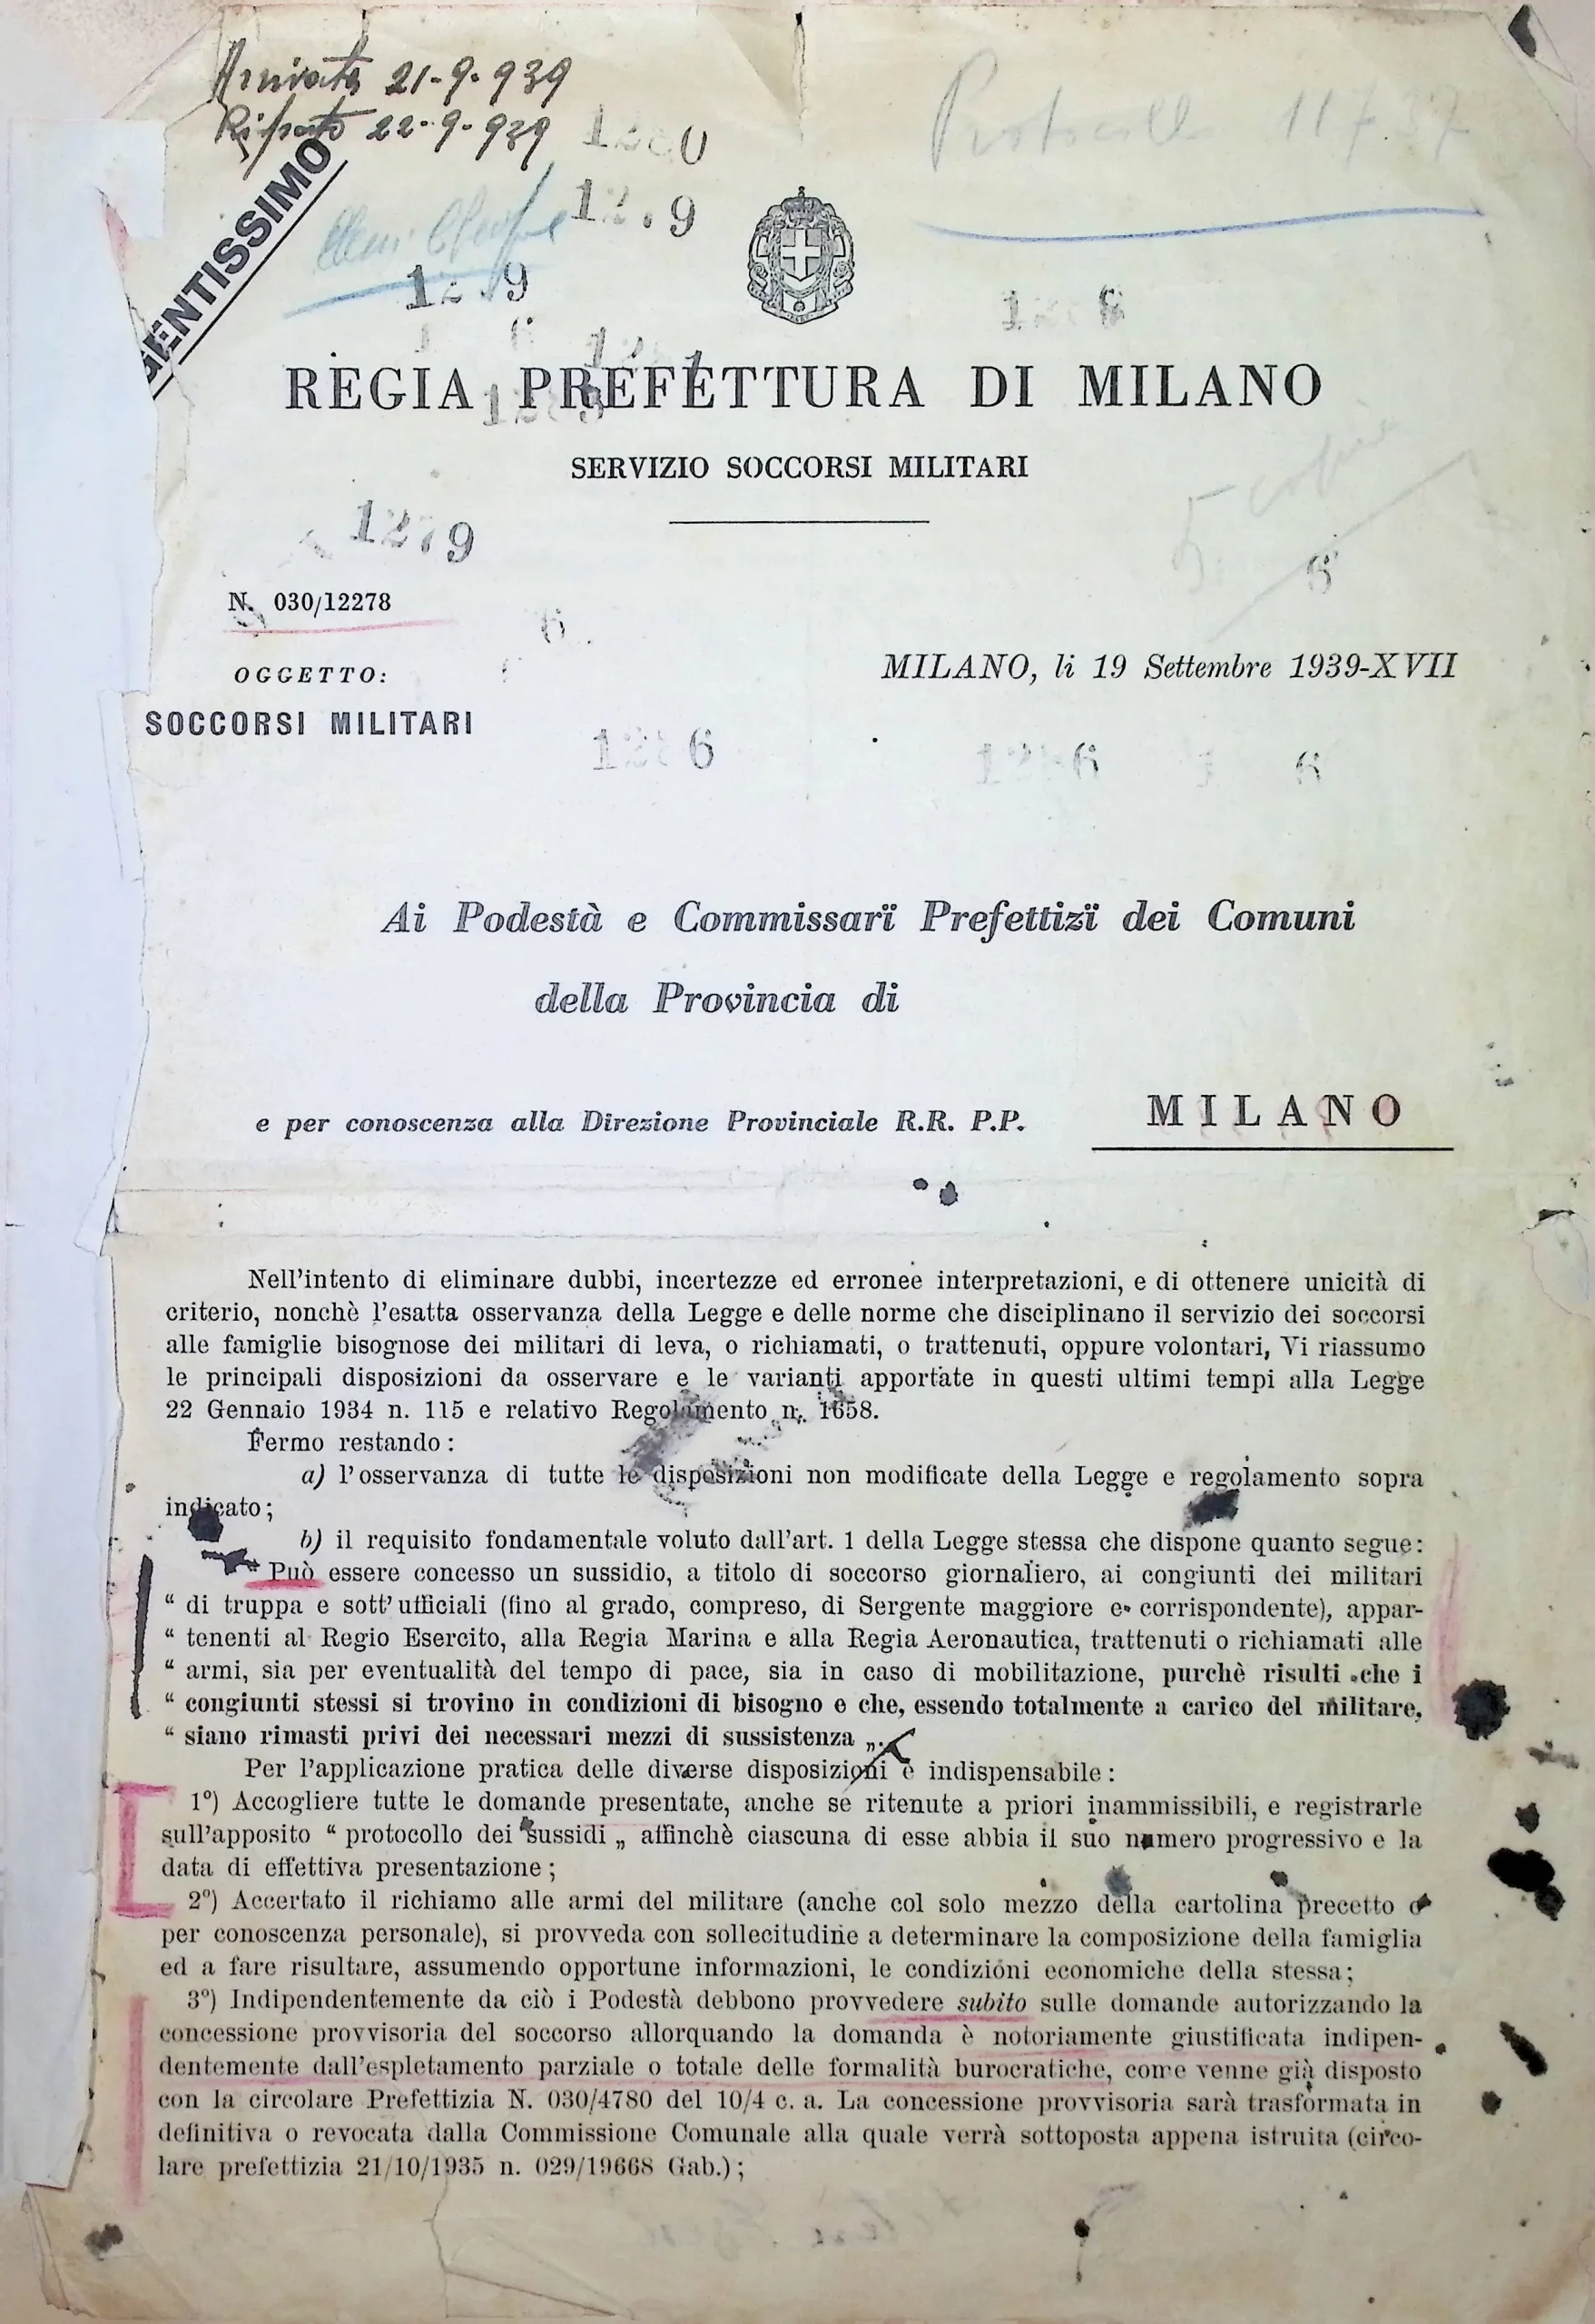 Arrivata 21-9-939
22-9-939
1279
GENTISSIMO
1279
REGIA PREFETTURA DI MILANO
SERVIZIO SOCCORSI MILITARI
5 copie
1279
6
N. 030/12278
6
MILANO, li 19 Settembre 1939-XVII
OGGETTO:
SOCCORSI MILITARI
1286 1286 6
Ai Podestà e Commissarï Prefettizï dei Comuni
della Provincia di
MILANO
e per conoscenza alla Direzione Provinciale R.R. P.P.
Nell'intento di eliminare dubbi, incertezze ed erronee interpretazioni, e di ottenere unicità di
criterio, nonchè l'esatta osservanza della Legge e delle norme che disciplinano il servizio dei soccorsi
alle famiglie bisognose dei militari di leva, o richiamati, o trattenuti, oppure volontari, Vi riassumo
le principali disposizioni da osservare e le varianti apportate in questi ultimi tempi alla Legge
22 Gennaio 1934 n. 115 e relativo Regolamento n. 1658.
Fermo restando :
a) l'osservanza di tutte le disposizioni non modificate della Legge e regolamento sopra
indicato ;
b) il requisito fondamentale voluto dall'art. 1 della Legge stessa che dispone quanto segue :
“ Può essere concesso un sussidio, a titolo di soccorso giornaliero, ai congiunti dei militari
“ di truppa e sott' ufficiali (fino al grado, compreso, di Sergente maggiore e corrispondente), appar-
“ tenenti al Regio Esercito, alla Regia Marina e alla Regia Aeronautica, trattenuti o richiamati alle
“ armi, sia per eventualità del tempo di pace, sia in caso di mobilitazione, purchè risulti che i
“ congiunti stessi si trovino in condizioni di bisogno e che, essendo totalmente a carico del militare,
“ siano rimasti privi dei necessari mezzi di sussistenza „.
Per l'applicazione pratica delle diverse disposizioni è indispensabile :
1°) Accogliere tutte le domande presentate, anche se ritenute a priori inammissibili, e registrarle
sull'apposito “ protocollo dei sussidi „ affinchè ciascuna di esse abbia il suo numero progressivo e la
data di effettiva presentazione ;
2°) Accertato il richiamo alle armi del militare (anche col solo mezzo della cartolina precetto o
per conoscenza personale), si provveda con sollecitudine a determinare la composizione della famiglia
ed a fare risultare, assumendo opportune informazioni, le condizioni economiche della stessa ;
3°) Indipendentemente da ciò i Podestà debbono provvedere subito sulle domande autorizzando la
concessione provvisoria del soccorso allorquando la domanda è notoriamente giustificata indipen-
dentemente dall'espletamento parziale o totale delle formalità burocratiche, come venne già disposto
con la circolare Prefettizia N. 030/4780 del 10/4 c. a. La concessione provvisoria sarà trasformata in
definitiva o revocata dalla Commissione Comunale alla quale verrà sottoposta appena istruita (circo-
lare prefettizia 21/10/1935 n. 029/19668 Gab.) ;